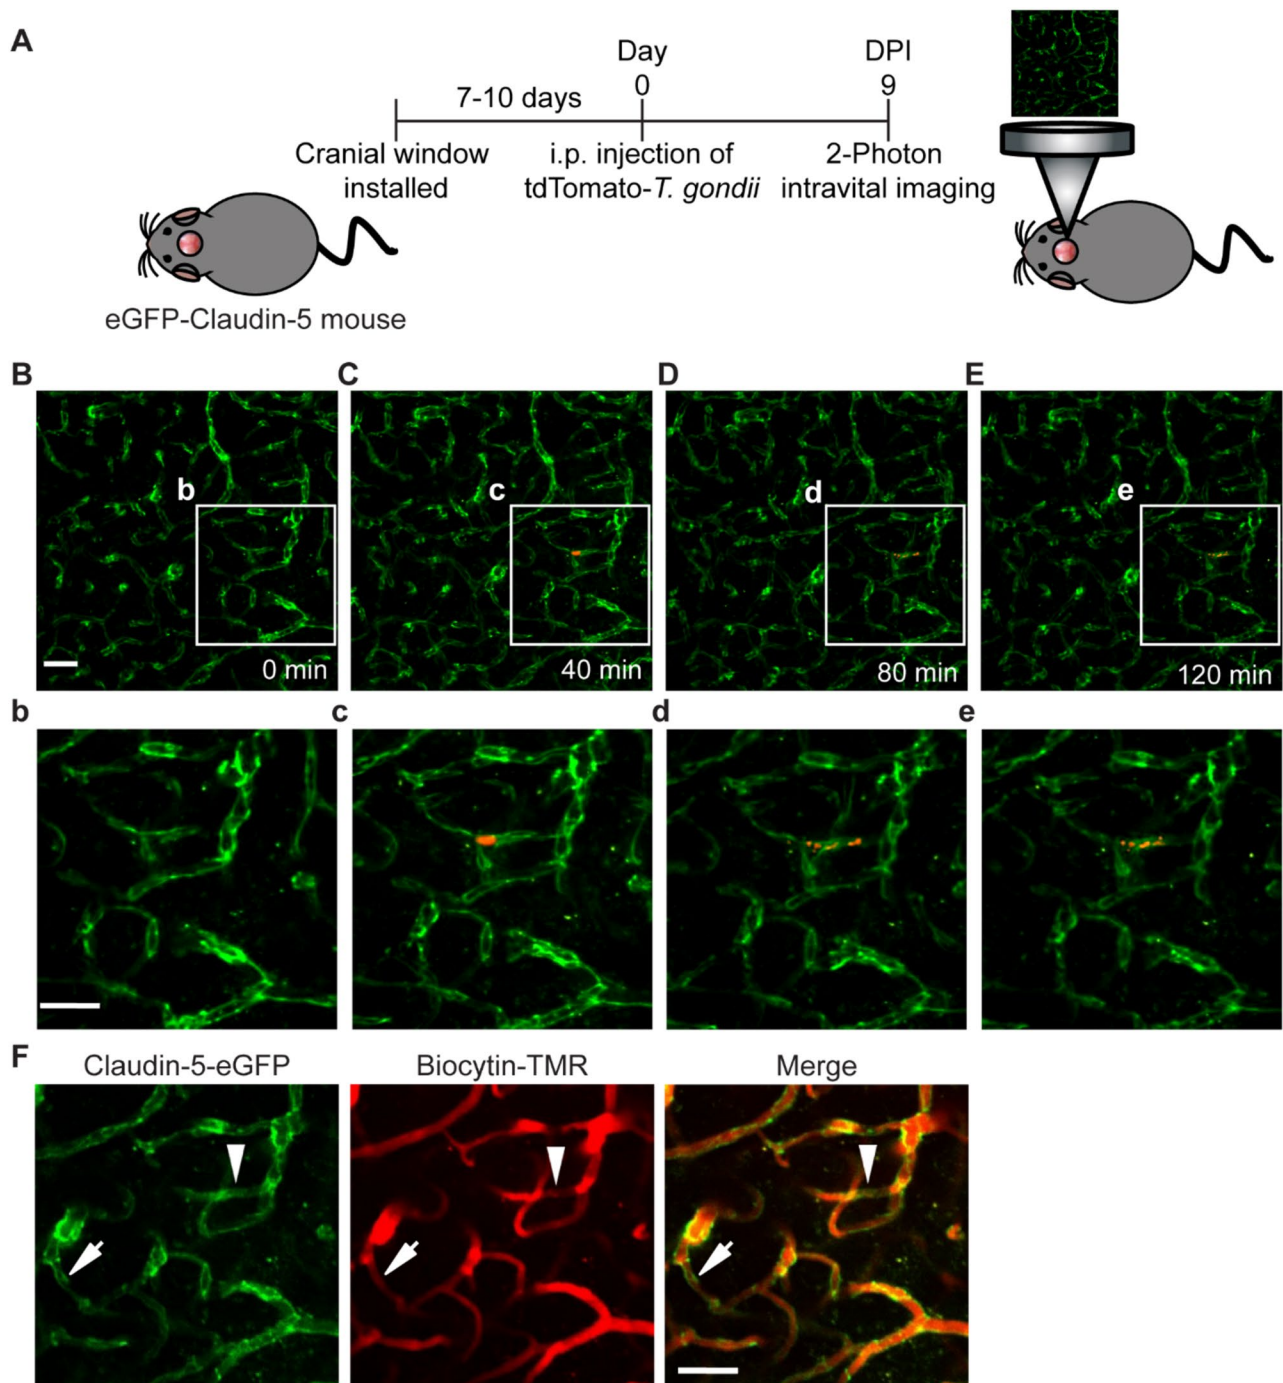 A
Day
0
DPI
9
7-10 days
Cranial window
installed
i.p. injection of
tdTomato-T. gondii
2-Photon
intravital imaging
eGFP-Claudin-5 mouse
B
C
D
E
b
c
d
e
0 min
40 min
80 min
120 min
b
c
d
e
F
Claudin-5-eGFP
Biocytin-TMR
Merge